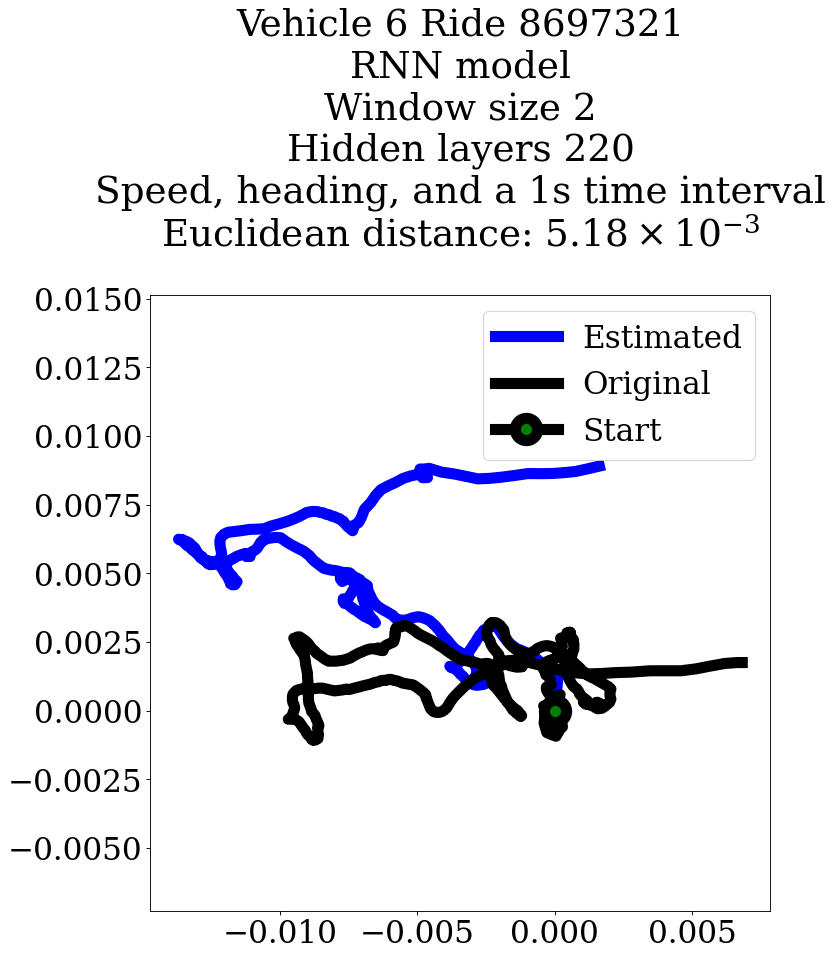 Vehicle 6 Ride 8697321
RNN model
Window size 2
Hidden layers 220
Speed, heading, and a 1s time interval
Euclidean distance: 5.18 × 10⁻³
Estimated
Original
Start
0.0150
0.0125
0.0100
0.0075
0.0050
0.0025
0.0000
−0.0025
−0.0050
−0.010 −0.005 0.000 0.005